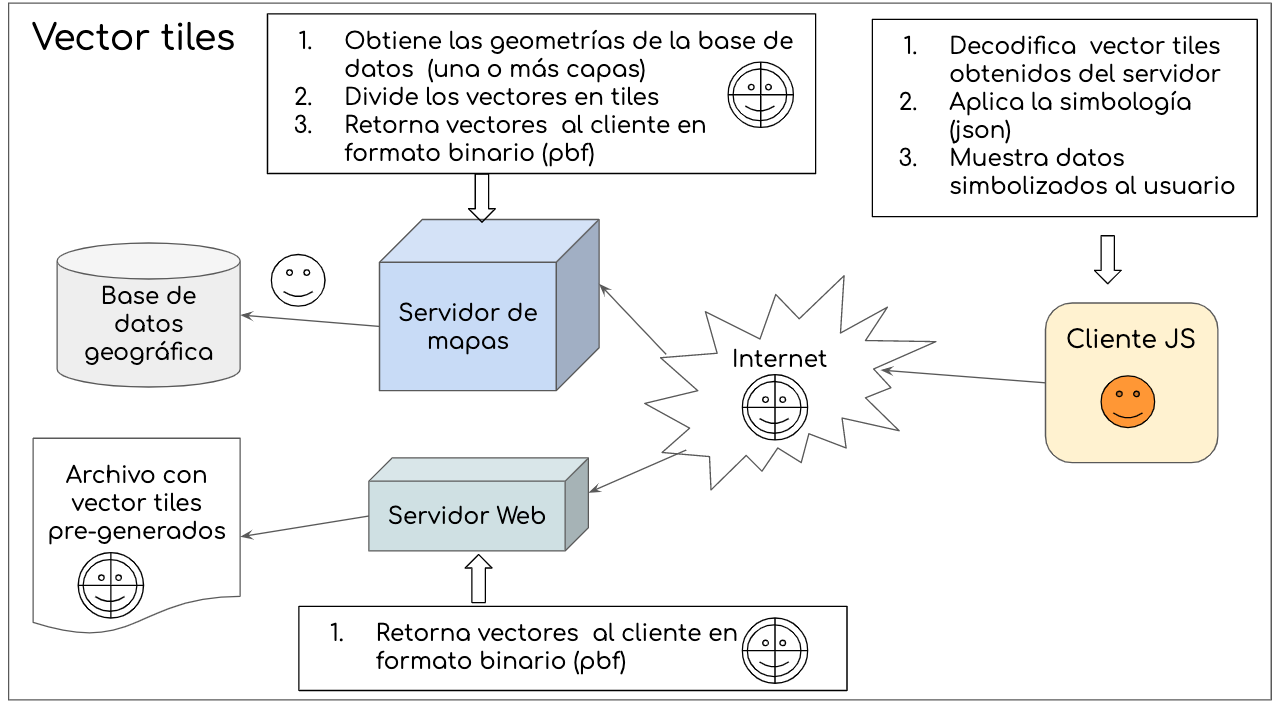 Vector tiles
1. Obtiene las geometrías de la base de
datos (una o más capas)
2. Divide los vectores en tiles
3. Retorna vectores al cliente en
formato binario (pbf)
1. Decodifica vector tiles
obtenidos del servidor
2. Aplica la simbología
(json)
3. Muestra datos
simbolizados al usuario
Base de
datos
geográfica
Servidor de
mapas
Internet
Cliente JS
Archivo con
vector tiles
pre-generados
Servidor Web
1. Retorna vectores al cliente en
formato binario (pbf)